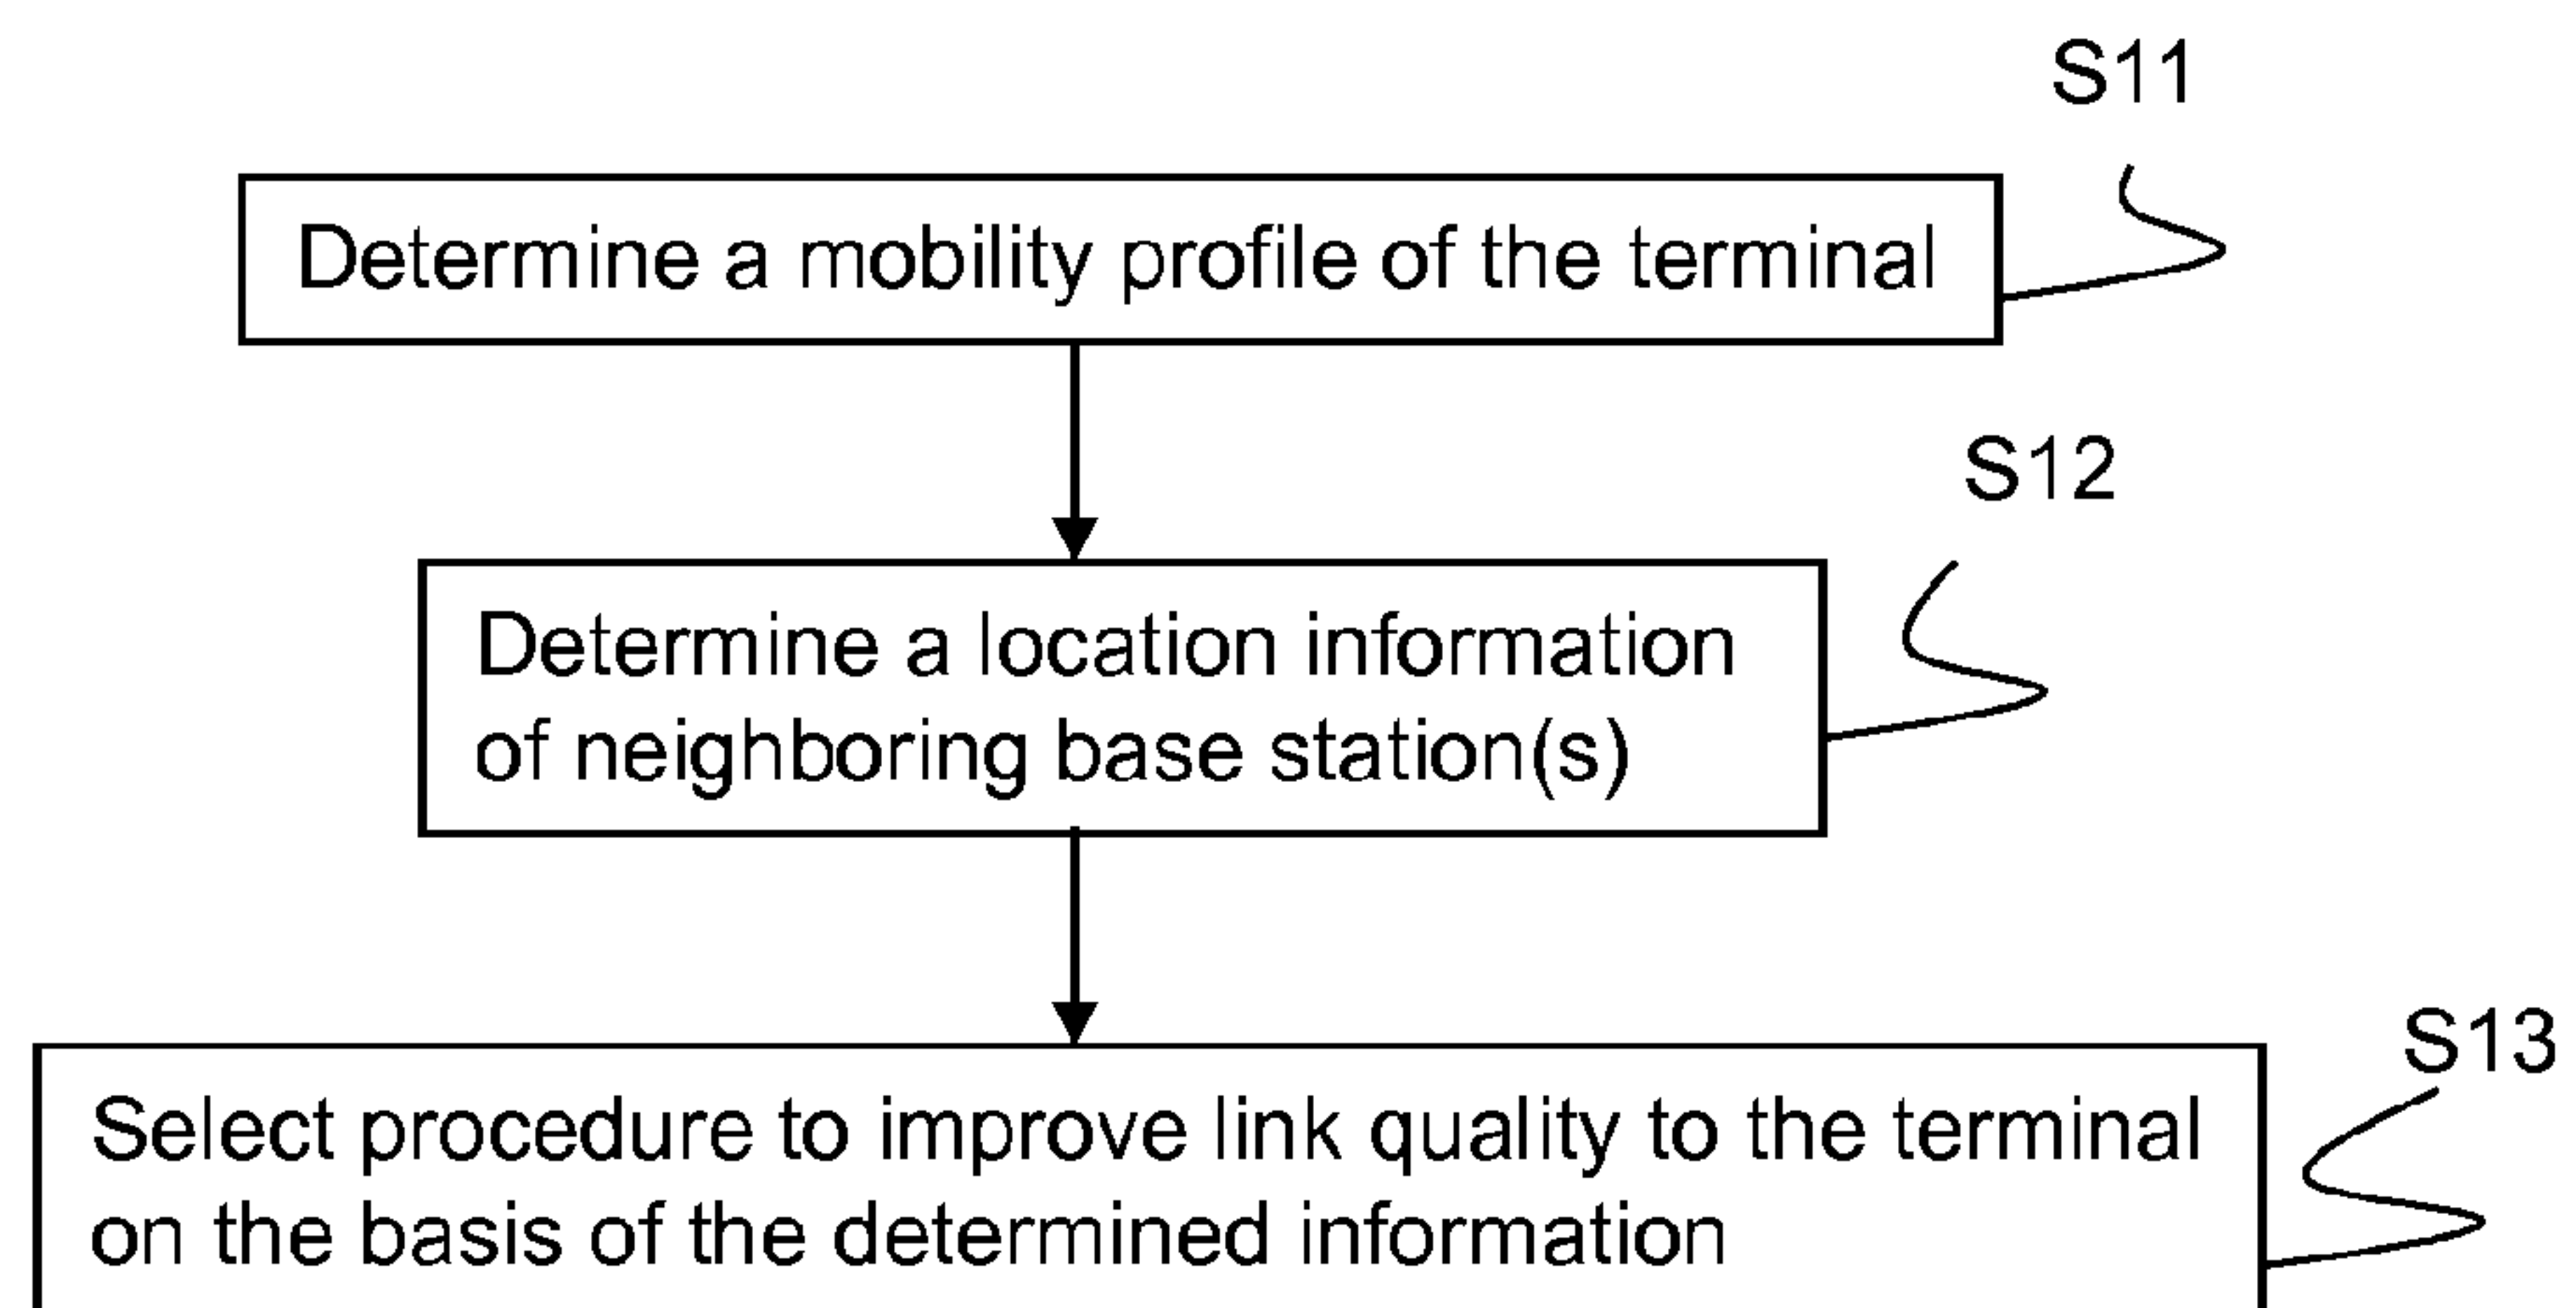 S11
Determine a mobility profile of the terminal
S12
Determine a location information
of neighboring base station(s)
S13
Select procedure to improve link quality to the terminal
on the basis of the determined information